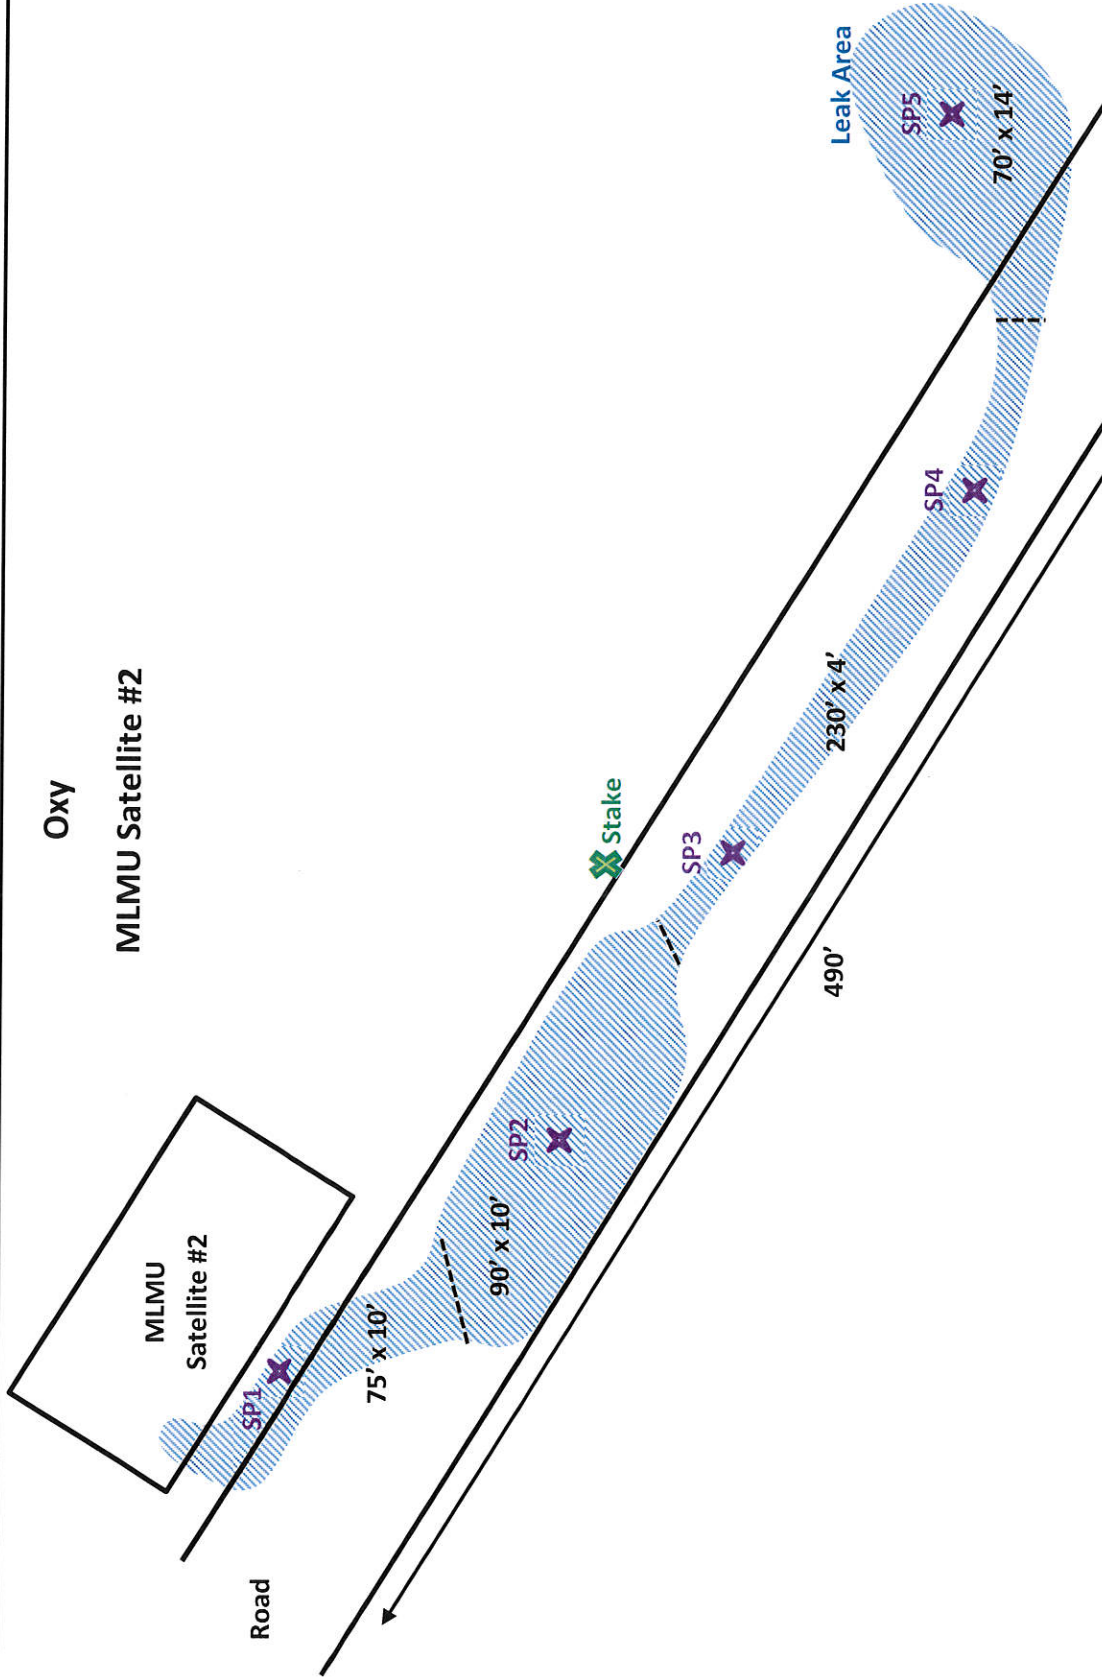 Oxy
MLMU Satellite #2
MLMU
Satellite #2
Road
SP1
75' x 10'
90' x 10'
SP2
Stake
SP3
490'
230' x 4'
SP4
Leak Area
SP5
70' x 14'